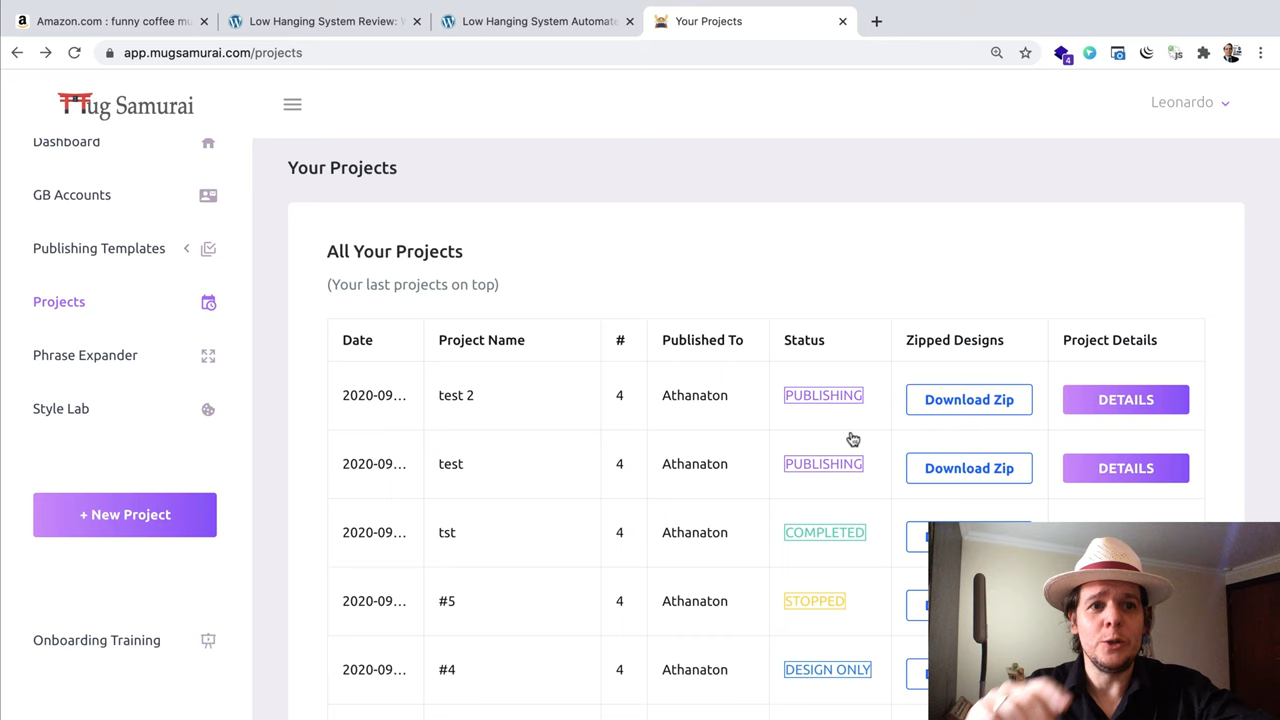 Amazon.com : funny coffee mu
Low Hanging System Review: W
Low Hanging System Automate
Your Projects
app.mugsamurai.com/projects
4
js
Mug Samurai
Leonardo
Dashboard
GB Accounts
Publishing Templates
Projects
Phrase Expander
Style Lab
+ New Project
Onboarding Training
Your Projects
All Your Projects
(Your last projects on top)
Date Project Name # Published To Status Zipped Designs Project Details
2020-09... test 2 4 Athanaton PUBLISHING Download Zip DETAILS
2020-09... test 4 Athanaton PUBLISHING Download Zip DETAILS
2020-09... tst 4 Athanaton COMPLETED
2020-09... #5 4 Athanaton STOPPED
2020-09... #4 4 Athanaton DESIGN ONLY